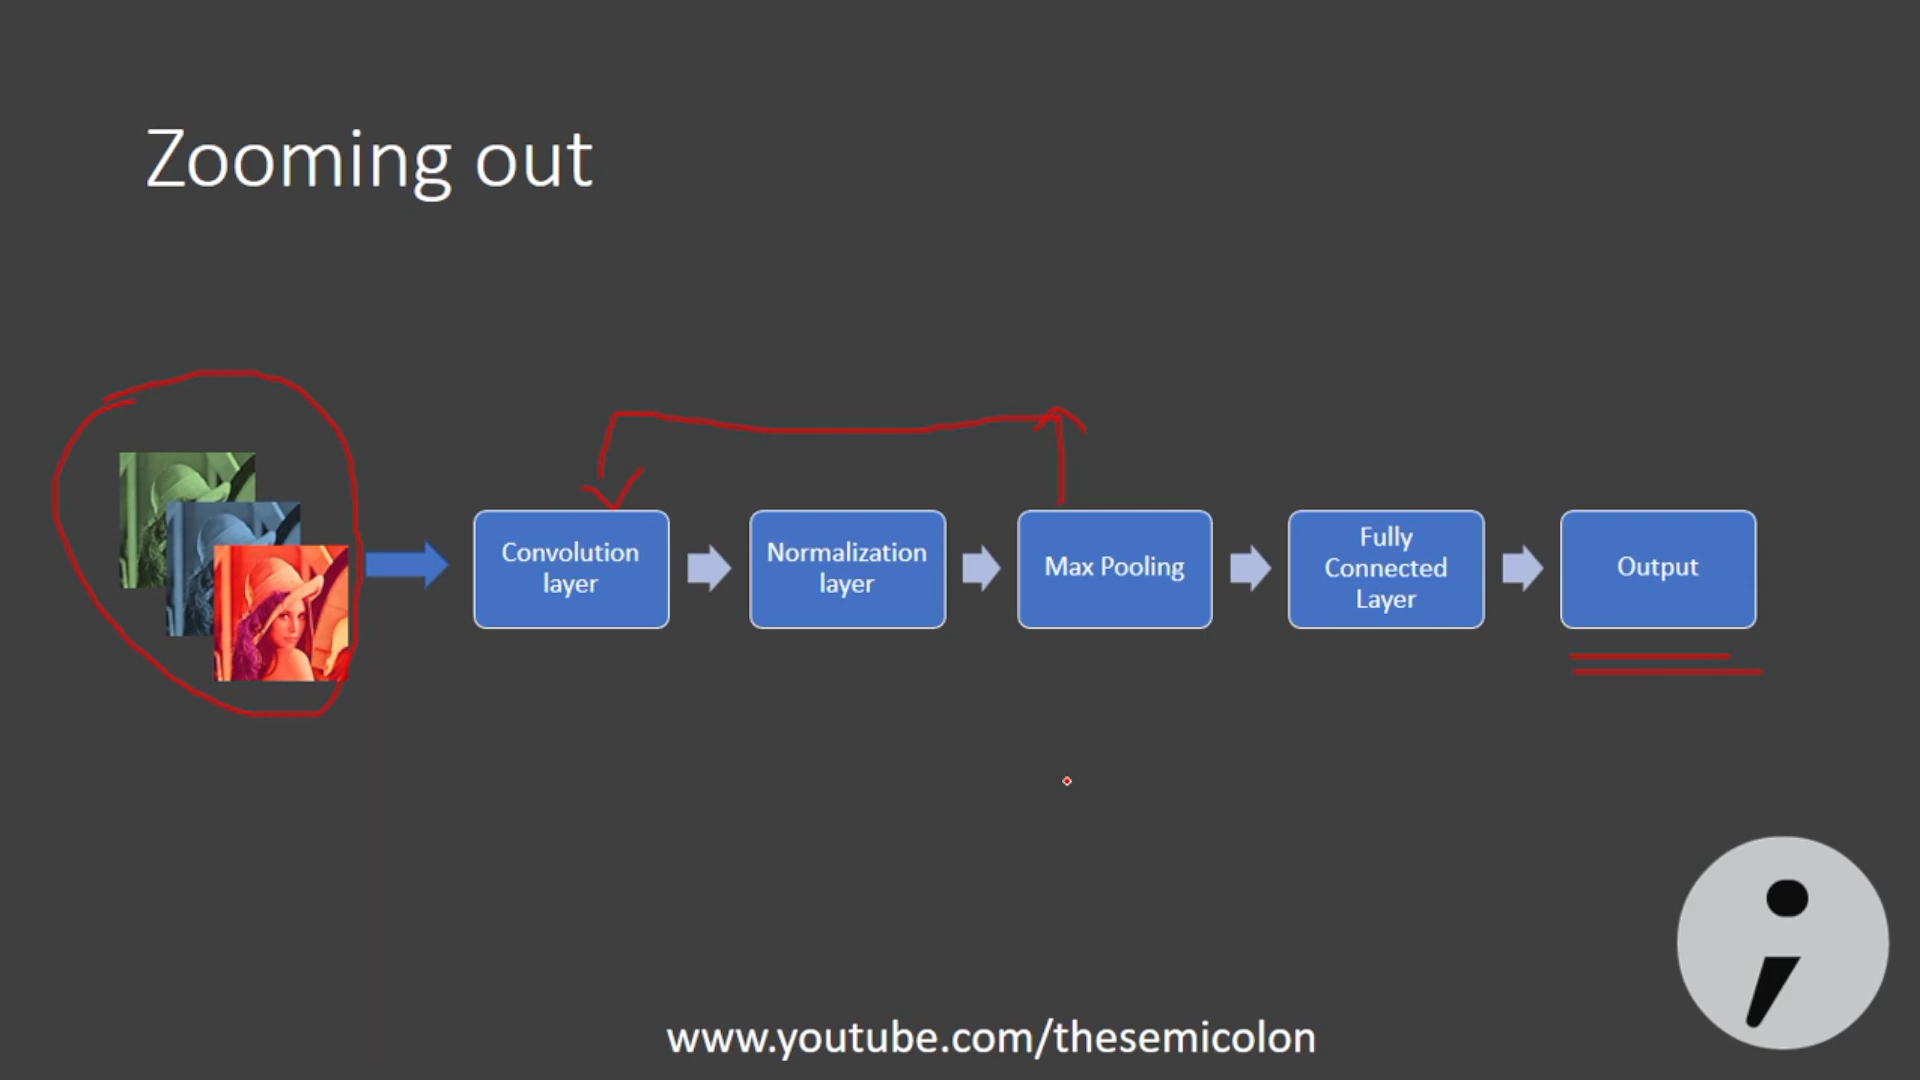 Zooming out
Convolution
layer
Normalization
layer
Max Pooling
Fully
Connected
Layer
Output
www.youtube.com/thesemicolon